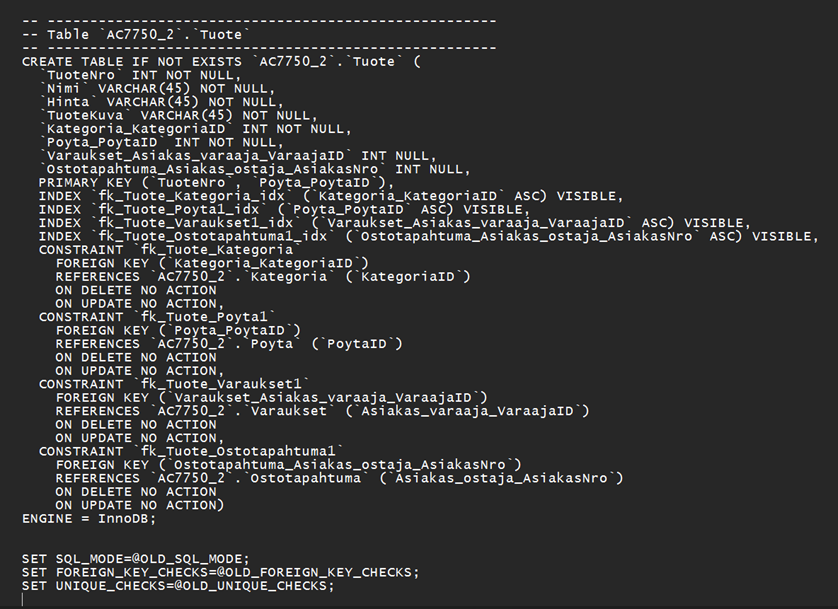 -- -----------------------------------------------------
-- Table `AC7750_2`.`Tuote`
-- -----------------------------------------------------
CREATE TABLE IF NOT EXISTS `AC7750_2`.`Tuote` (
  `TuoteNro` INT NOT NULL,
  `Nimi` VARCHAR(45) NOT NULL,
  `Hinta` VARCHAR(45) NOT NULL,
  `TuoteKuva` VARCHAR(45) NOT NULL,
  `Kategoria_KategoriaID` INT NOT NULL,
  `Poyta_PoytaID` INT NOT NULL,
  `Varaukset_Asiakas_varaaja_VaraajaID` INT NULL,
  `Ostotapahtuma_Asiakas_ostaja_AsiakasNro` INT NULL,
  PRIMARY KEY (`TuoteNro`, `Poyta_PoytaID`),
  INDEX `fk_Tuote_Kategoria_idx` (`Kategoria_KategoriaID` ASC) VISIBLE,
  INDEX `fk_Tuote_Poyta1_idx` (`Poyta_PoytaID` ASC) VISIBLE,
  INDEX `fk_Tuote_Varaukset1_idx` (`Varaukset_Asiakas_varaaja_VaraajaID` ASC) VISIBLE,
  INDEX `fk_Tuote_Ostotapahtuma1_idx` (`Ostotapahtuma_Asiakas_ostaja_AsiakasNro` ASC) VISIBLE,
  CONSTRAINT `fk_Tuote_Kategoria`
    FOREIGN KEY (`Kategoria_KategoriaID`)
    REFERENCES `AC7750_2`.`Kategoria` (`KategoriaID`)
    ON DELETE NO ACTION
    ON UPDATE NO ACTION,
  CONSTRAINT `fk_Tuote_Poyta1`
    FOREIGN KEY (`Poyta_PoytaID`)
    REFERENCES `AC7750_2`.`Poyta` (`PoytaID`)
    ON DELETE NO ACTION
    ON UPDATE NO ACTION,
  CONSTRAINT `fk_Tuote_Varaukset1`
    FOREIGN KEY (`Varaukset_Asiakas_varaaja_VaraajaID`)
    REFERENCES `AC7750_2`.`Varaukset` (`Asiakas_varaaja_VaraajaID`)
    ON DELETE NO ACTION
    ON UPDATE NO ACTION,
  CONSTRAINT `fk_Tuote_Ostotapahtuma1`
    FOREIGN KEY (`Ostotapahtuma_Asiakas_ostaja_AsiakasNro`)
    REFERENCES `AC7750_2`.`Ostotapahtuma` (`Asiakas_ostaja_AsiakasNro`)
    ON DELETE NO ACTION
    ON UPDATE NO ACTION)
ENGINE = InnoDB;

SET SQL_MODE=@OLD_SQL_MODE;
SET FOREIGN_KEY_CHECKS=@OLD_FOREIGN_KEY_CHECKS;
SET UNIQUE_CHECKS=@OLD_UNIQUE_CHECKS;